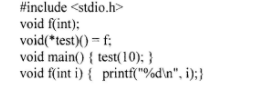 #include <stdio.h>
void f(int);
void(*test)() = f;
void main() { test(10); }
void f(int i) { printf("%d\n", i);}